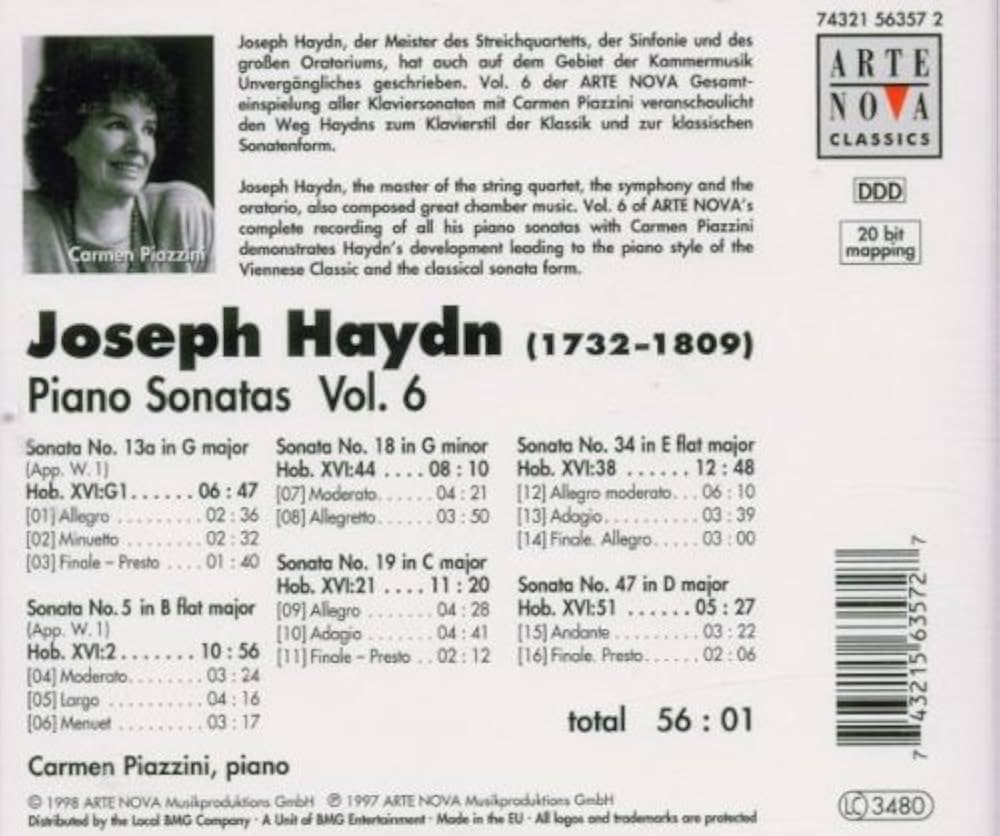 74321 56357 2
ARTE
NOVA
CLASSICS
DDD
20 bit
mapping
Joseph Haydn, der Meister des Streichquartetts, der Sinfonie und des
großen Oratoriums, hat auch auf dem Gebiet der Kammermusik
Unvergängliches geschrieben. Vol. 6 der ARTE NOVA Gesamt-
einspielung aller Klaviersonaten mit Carmen Piazzini veranschaulicht
den Weg Haydns zum Klavierstil der Klassik und zur klassischen
Sonatenform.
Joseph Haydn, the master of the string quartet, the symphony and the
oratorio, also composed great chamber music. Vol. 6 of ARTE NOVA's
complete recording of all his piano sonatas with Carmen Piazzini
demonstrates Haydn's development leading to the piano style of the
Viennese Classic and the classical sonata form.
Carmen Piazzini
Joseph Haydn (1732-1809)
Piano Sonatas Vol. 6
Sonata No. 13a in G major
(App. W. 1)
Hob. XVI:G1...... 06 : 47
[01] Allegro ......... 02 : 36
[02] Minuetto ........ 02 : 32
[03] Finale – Presto .... 01 : 40
Sonata No. 5 in B flat major
(App. W. 1)
Hob. XVI:2....... 10 : 56
[04] Moderato........ 03 : 24
[05] Largo .......... 04 : 16
[06] Menuet ......... 03 : 17
Sonata No. 18 in G minor
Hob. XVI:44 .... 08 : 10
[07] Moderato...... 04 : 21
[08] Allegretto...... 03 : 50
Sonata No. 19 in C major
Hob. XVI:21 .... 11 : 20
[09] Allegro ....... 04 : 28
[10] Adagio ....... 04 : 41
[11] Finale – Presto .. 02 : 12
Sonata No. 34 in E flat major
Hob. XVI:38 ...... 12 : 48
[12] Allegro moderato... 06 : 10
[13] Adagio.......... 03 : 39
[14] Finale. Allegro..... 03 : 00
Sonata No. 47 in D major
Hob. XVI:51 ...... 05 : 27
[15] Andante ......... 03 : 22
[16] Finale. Presto...... 02 : 06
total 56 : 01
Carmen Piazzini, piano
© 1998 ARTE NOVA Musikproduktions GmbH ℗ 1997 ARTE NOVA Musikproduktions GmbH
Distributed by the Local BMG Company · A Unit of BMG Entertainment · Made in the EU · All logos and trademarks are protected
7 43215 63572 7
LC 3480